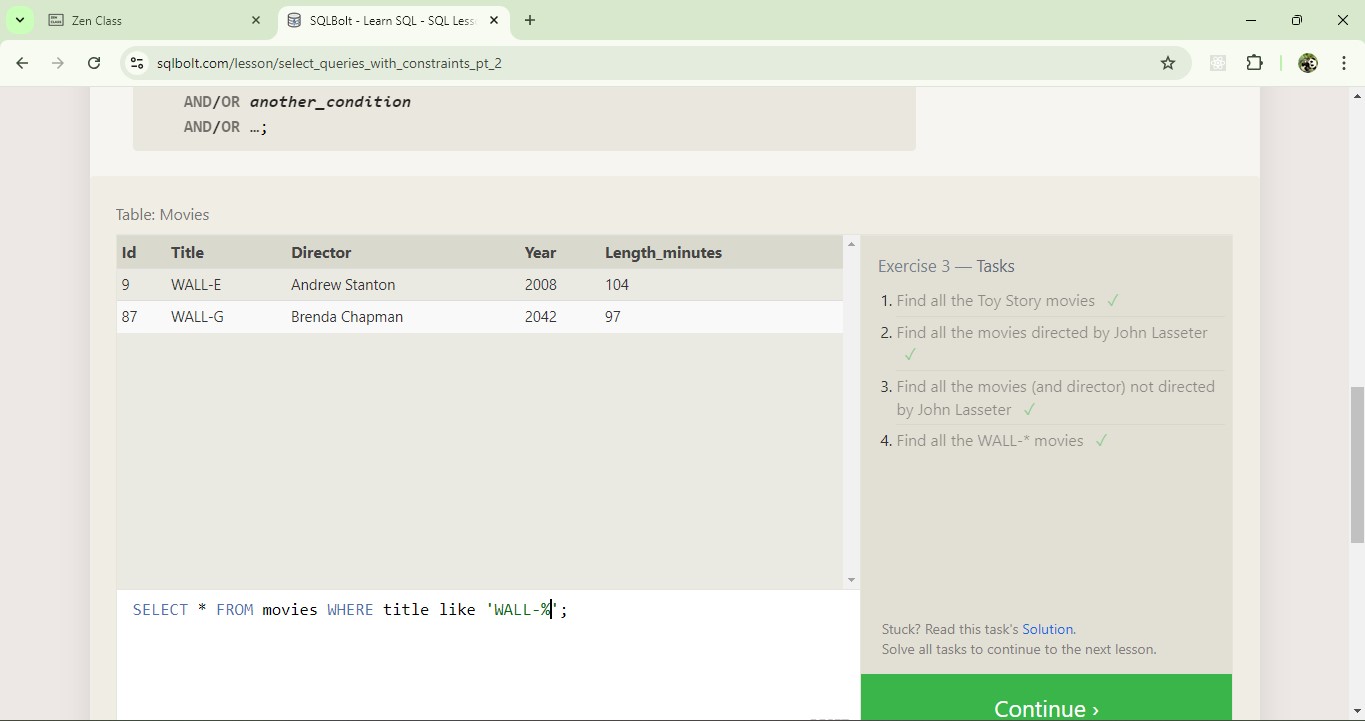 Zen Class
SQLBolt - Learn SQL - SQL Less
sqlbolt.com/lesson/select_queries_with_constraints_pt_2
AND/OR another_condition
AND/OR …;
Table: Movies
Id Title Director Year Length_minutes
9 WALL-E Andrew Stanton 2008 104
87 WALL-G Brenda Chapman 2042 97
SELECT * FROM movies WHERE title like 'WALL-%';
Exercise 3 — Tasks
1. Find all the Toy Story movies ✓
2. Find all the movies directed by John Lasseter
✓
3. Find all the movies (and director) not directed
by John Lasseter ✓
4. Find all the WALL-* movies ✓
Stuck? Read this task's Solution.
Solve all tasks to continue to the next lesson.
Continue ›